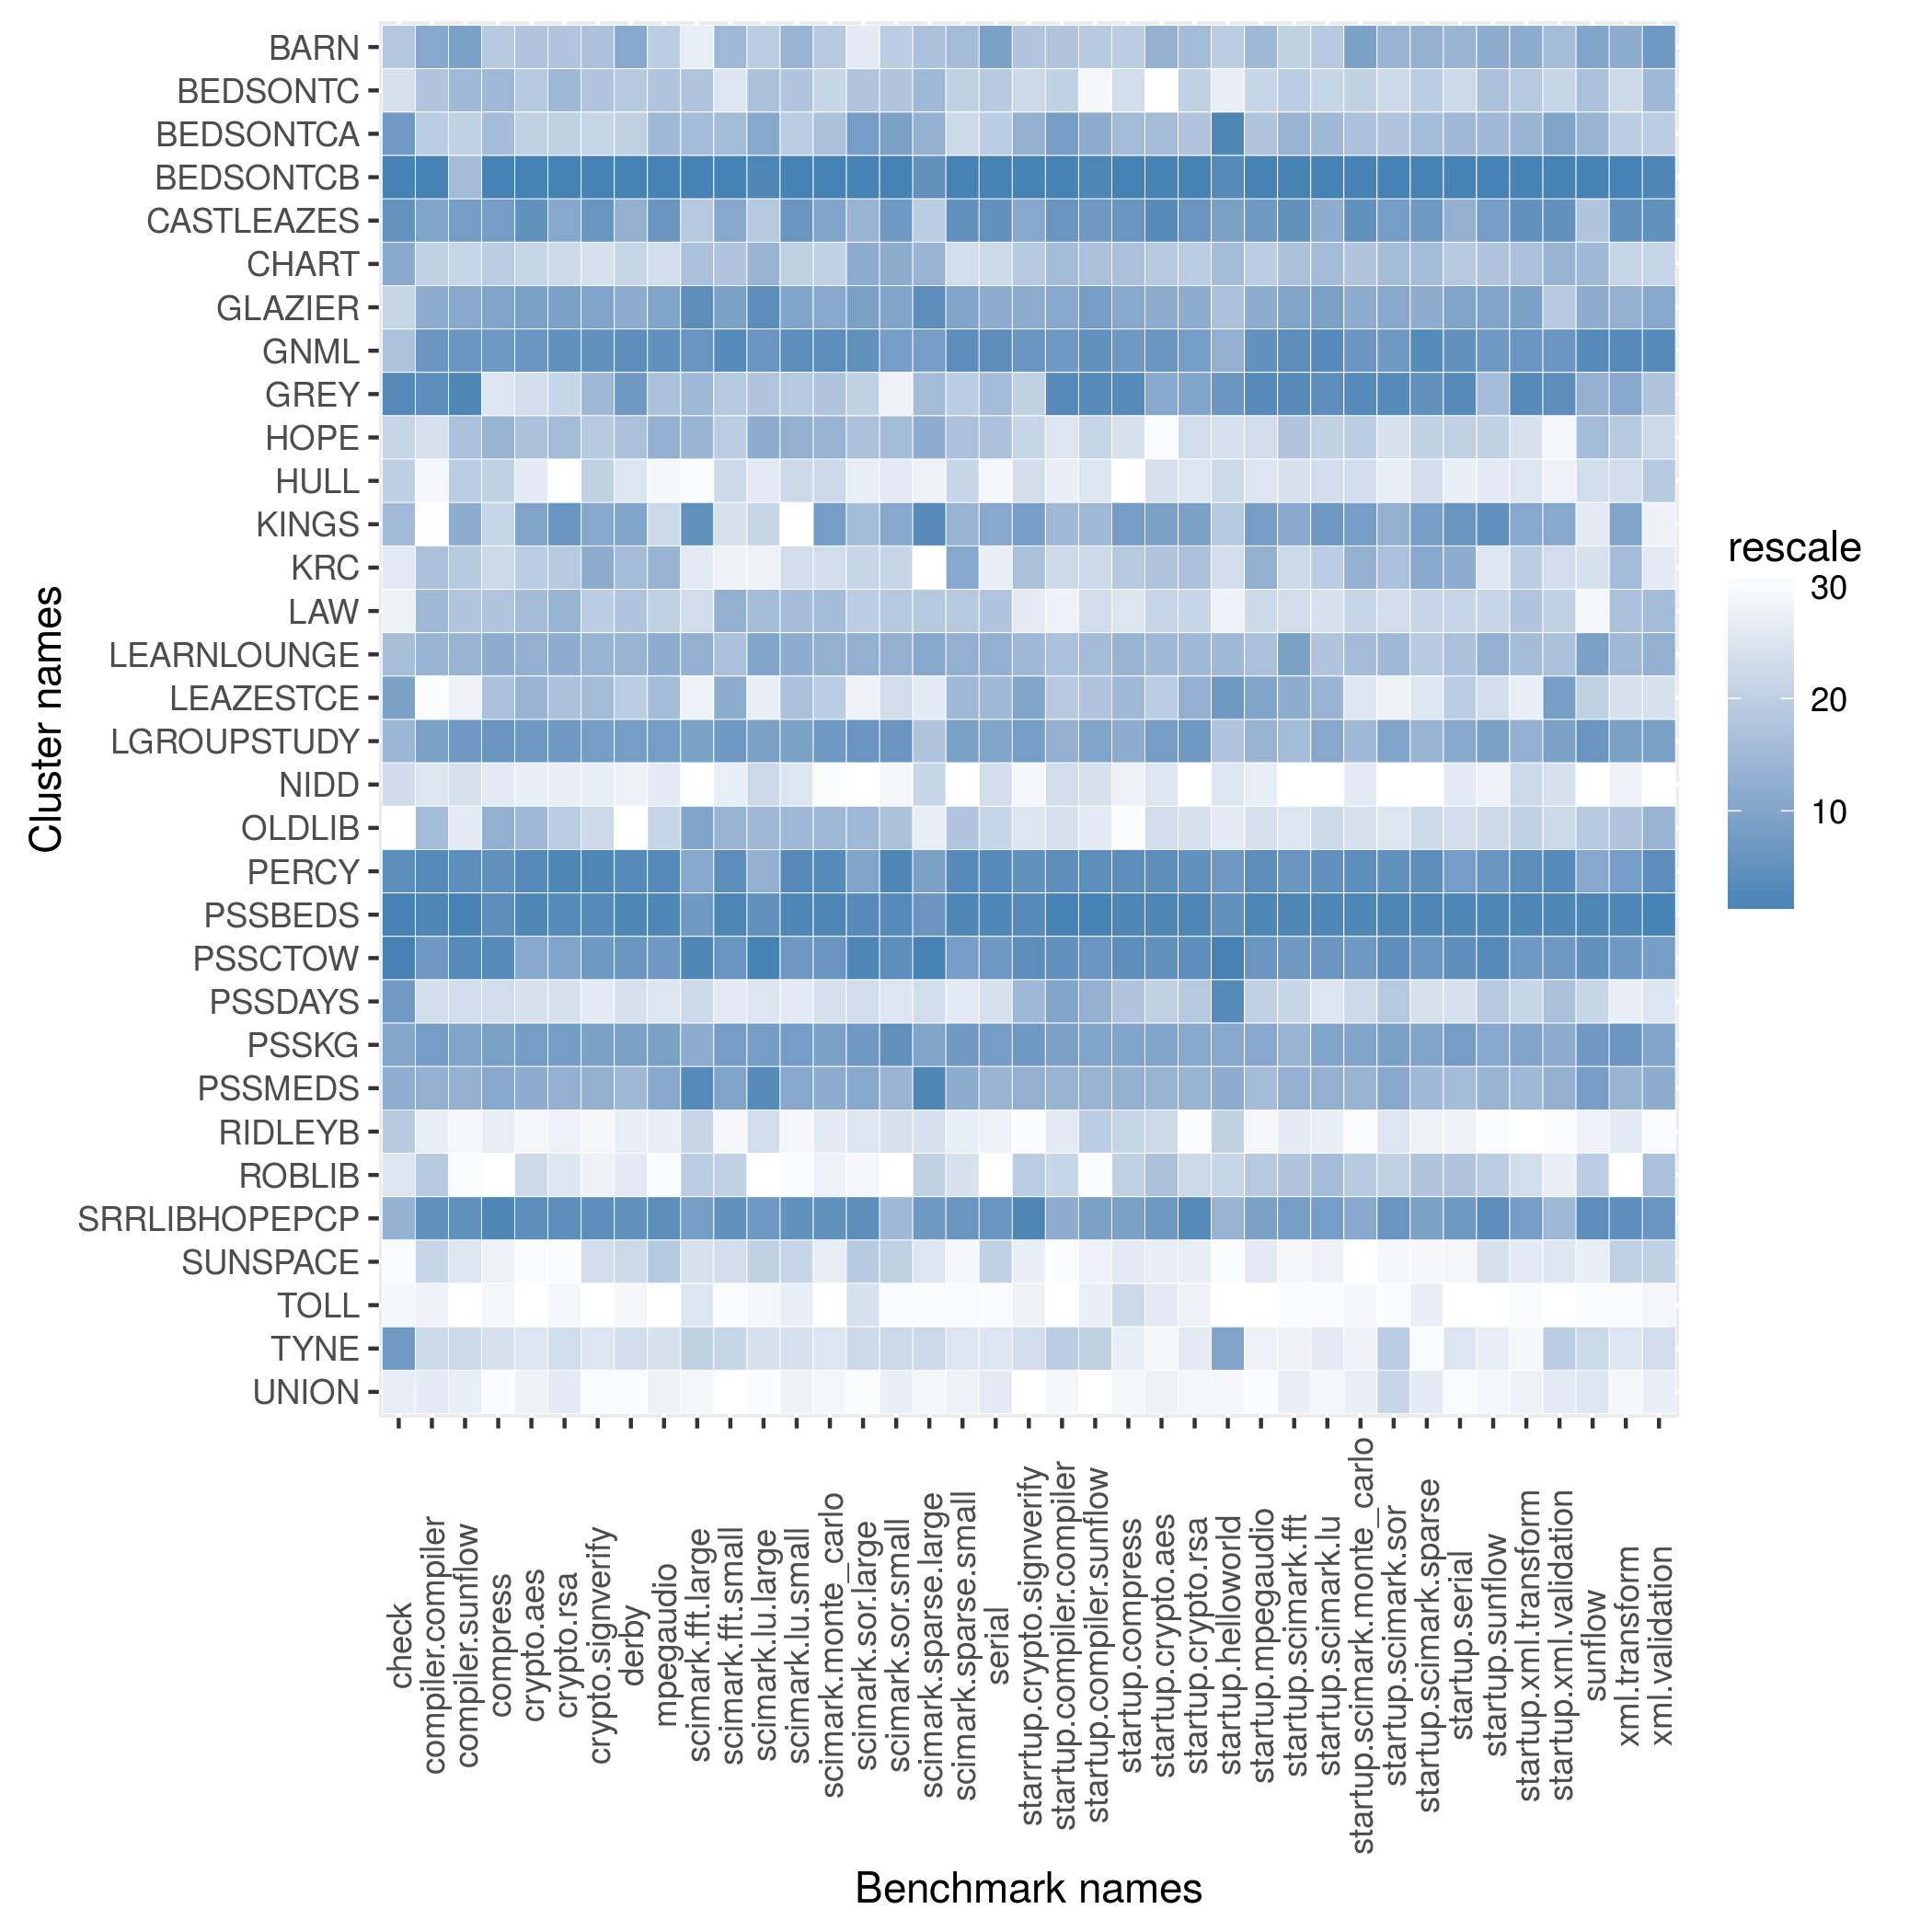 BARN
BEDSONTC
BEDSONTCA
BEDSONTCB
CASTLEAZES
CHART
GLAZIER
GNML
GREY
HOPE
HULL
KINGS
KRC
LAW
LEARNLOUNGE
LEAZESTCE
LGROUPSTUDY
NIDD
OLDLIB
PERCY
PSSBEDS
PSSCTOW
PSSDAYS
PSSKG
PSSMEDS
RIDLEYB
ROBLIB
SRRLIBHOPEPCP
SUNSPACE
TOLL
TYNE
UNION
Cluster names
rescale
30
20
10
check
compiler.compiler
compiler.sunflow
compress
crypto.aes
crypto.rsa
crypto.signverify
derby
mpegaudio
scimark.fft.large
scimark.fft.small
scimark.lu.large
scimark.lu.small
scimark.monte_carlo
scimark.sor.large
scimark.sor.small
scimark.sparse.large
scimark.sparse.small
serial
starrtup.crypto.signverify
startup.compiler.compiler
startup.compiler.sunflow
startup.compress
startup.crypto.aes
startup.crypto.rsa
startup.helloworld
startup.mpegaudio
startup.scimark.fft
startup.scimark.lu
startup.scimark.monte_carlo
startup.scimark.sor
startup.scimark.sparse
startup.serial
startup.sunflow
startup.xml.transform
startup.xml.validation
sunflow
xml.transform
xml.validation
Benchmark names